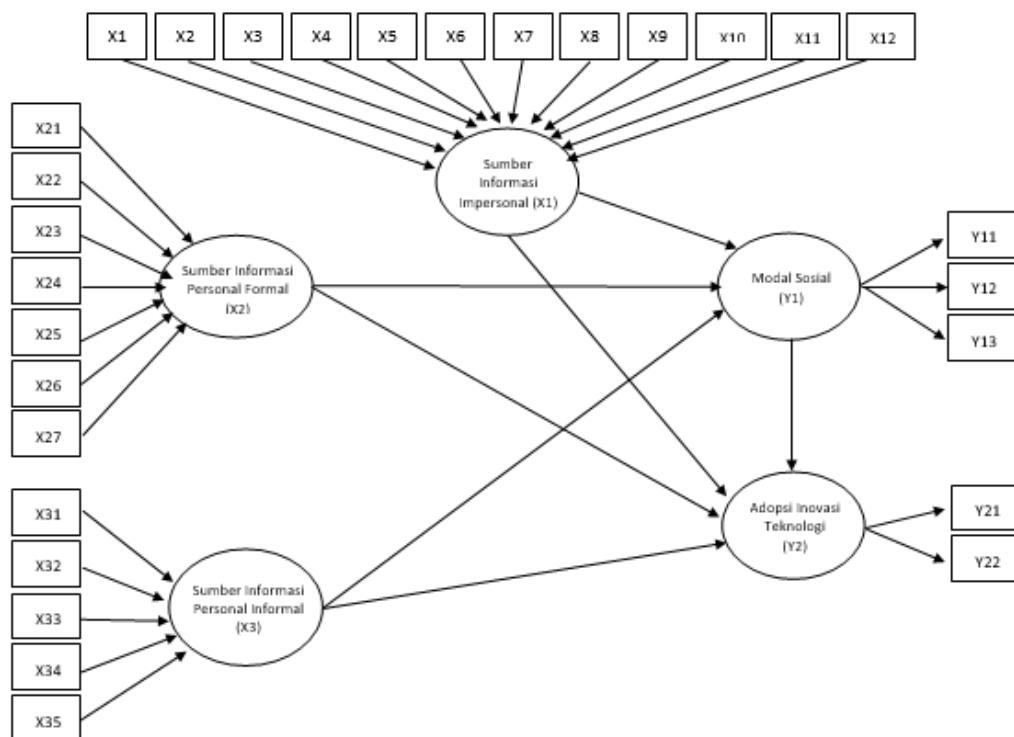 X1 X2 X3 X4 X5 X6 X7 X8 X9 X10 X11 X12
X21
X22
X23
X24
X25
X26
X27
Sumber
Informasi
Impersonal (X1)
Sumber Informasi
Personal Formal
(X2)
Modal Sosial
(Y1)
Y11
Y12
Y13
X31
X32
X33
X34
X35
Sumber Informasi
Personal Informal
(X3)
Adopsi Inovasi
Teknologi
(Y2)
Y21
Y22